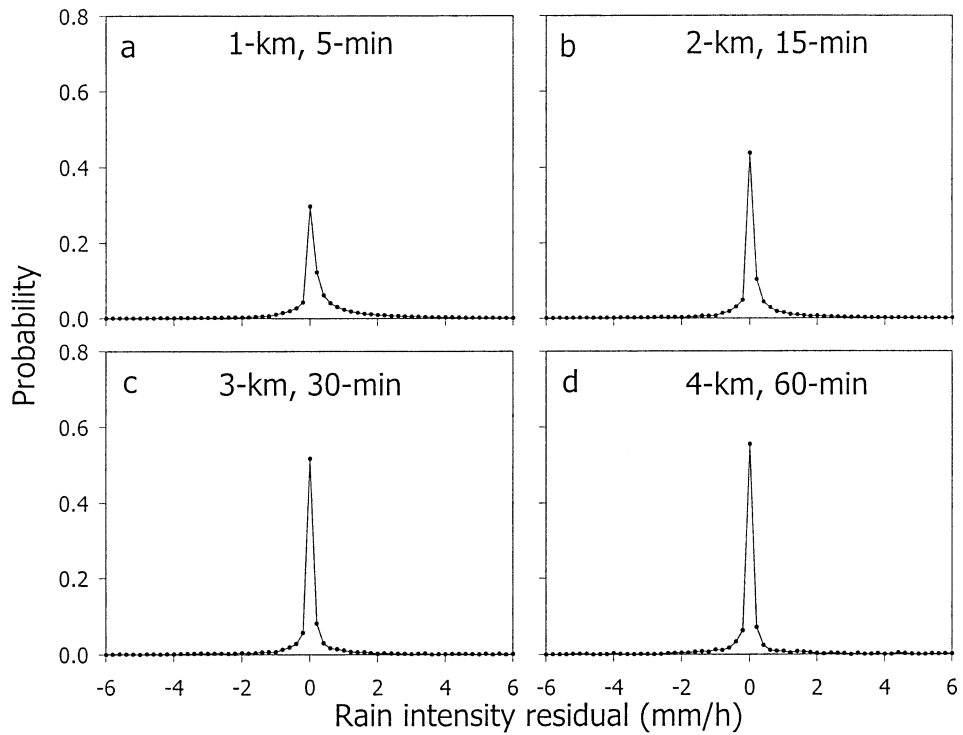 a 1-km, 5-min
b 2-km, 15-min
0.8
0.6
0.4
0.2
0.0
c 3-km, 30-min
d 4-km, 60-min
0.8
0.6
0.4
0.2
0.0
-6 -4 -2 0 2 4 6
-6 -4 -2 0 2 4 6
Probability
Rain intensity residual (mm/h)